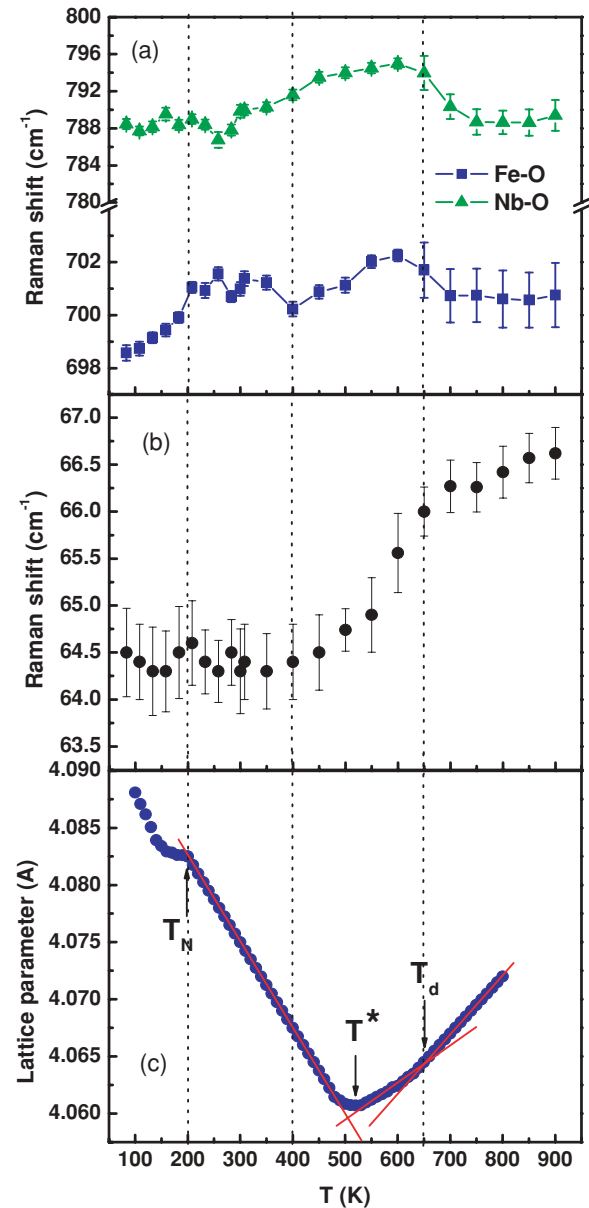 800
(a)
796
792
788
784
780
Fe-O
Nb-O
702
700
698
Raman shift (cm-1)
67.0
(b)
66.5
66.0
65.5
65.0
64.5
64.0
63.5
Raman shift (cm-1)
4.090
4.085
4.080
4.075
4.070
4.065
4.060
Lattice parameter (A)
TN
T*
Td
(c)
100 200 300 400 500 600 700 800 900
T (K)